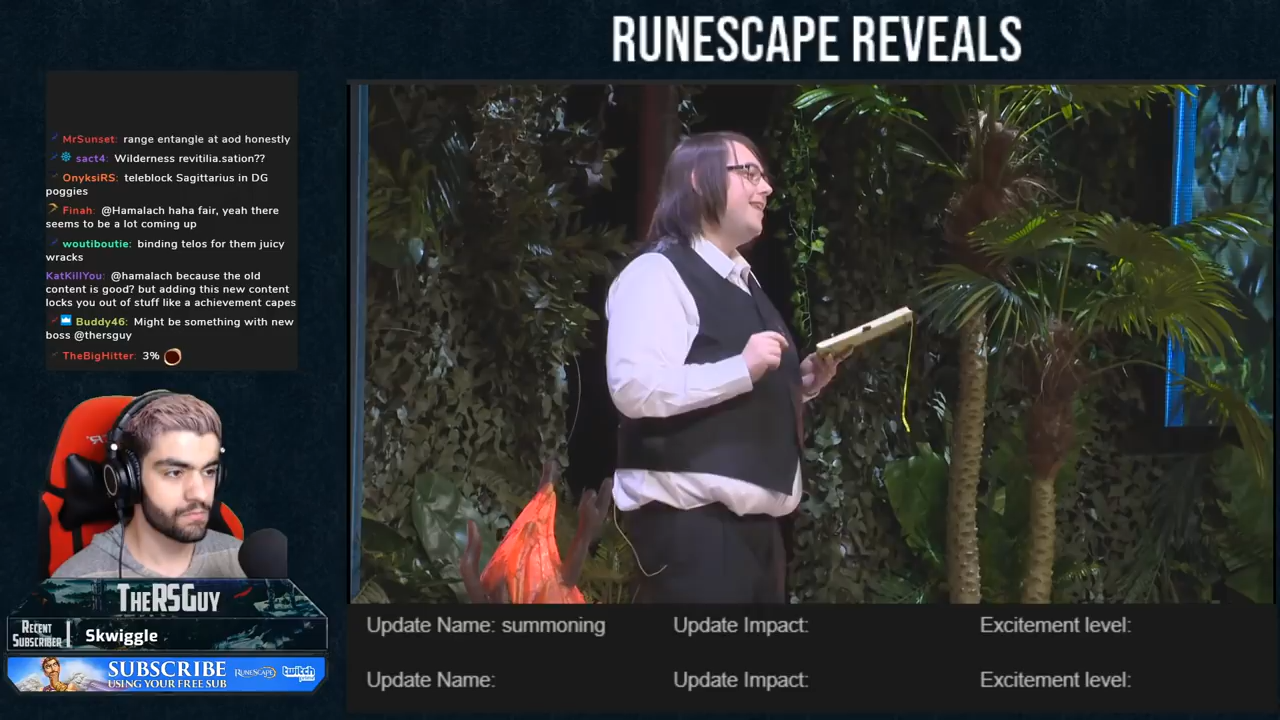 RUNESCAPE REVEALS
MrSunset: range entangle at aod honestly
sact4: Wilderness revitilia.sation??
OnyksiRS: teleblock Sagittarius in DG
poggies
Finah: @Hamalach haha fair, yeah there
seems to be a lot coming up
woutiboutie: binding telos for them juicy
wracks
KatKillYou: @hamalach because the old
content is good? but adding this new content
locks you out of stuff like a achievement capes
Buddy46: Might be something with new
boss @thersguy
TheBigHitter: 3%
THERSGUY
RECENT
SUBSCRIBER
Skwiggle
SUBSCRIBE
USING YOUR FREE SUB
RUNESCAPE
twitch
prime
Update Name: summoning Update Impact: Excitement level:
Update Name: Update Impact: Excitement level: